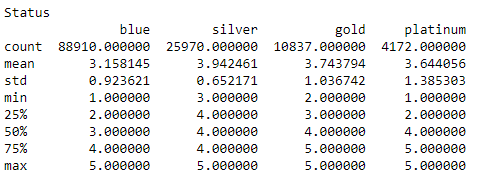 Status
blue silver gold platinum
count 88910.000000 25970.000000 10837.000000 4172.000000
mean 3.158145 3.942461 3.743794 3.644056
std 0.923621 0.652171 1.036742 1.385303
min 1.000000 3.000000 2.000000 1.000000
25% 2.000000 4.000000 3.000000 2.000000
50% 3.000000 4.000000 4.000000 4.000000
75% 4.000000 4.000000 5.000000 5.000000
max 5.000000 5.000000 5.000000 5.000000